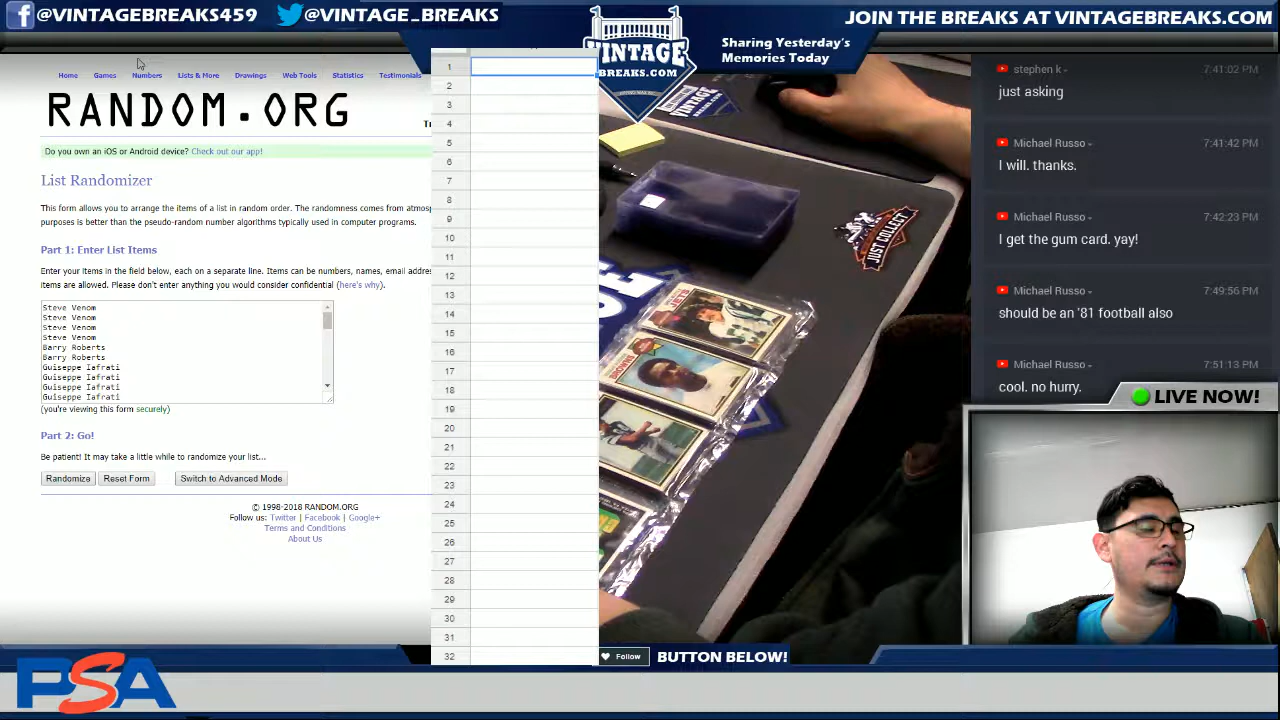 @VINTAGEBREAKS459
@VINTAGE_BREAKS
VINTAGE
BREAKS.COM
Sharing Yesterday's
Memories Today
JOIN THE BREAKS AT VINTAGEBREAKS.COM
Home Games Numbers Lists & More Drawings Web Tools Statistics Testimonials
RANDOM.ORG
Do you own an iOS or Android device? Check out our app!
List Randomizer
This form allows you to arrange the items of a list in random order. The randomness comes from atmosp
purposes is better than the pseudo-random number algorithms typically used in computer programs.
Part 1: Enter List Items
Enter your items in the field below, each on a separate line. Items can be numbers, names, email addre
items are allowed. Please don't enter anything you would consider confidential (here's why).
Steve Venom
Steve Venom
Steve Venom
Steve Venom
Barry Roberts
Barry Roberts
Guiseppe Iafrati
Guiseppe Iafrati
Guiseppe Iafrati
Guiseppe Iafrati
(you're viewing this form securely)
Part 2: Go!
Be patient! It may take a little while to randomize your list...
Randomize Reset Form Switch to Advanced Mode
© 1998-2018 RANDOM.ORG
Follow us: Twitter | Facebook | Google+
Terms and Conditions
About Us
1
2
3
4
5
6
7
8
9
10
11
12
13
14
15
16
17
18
19
20
21
22
23
24
25
26
27
28
29
30
31
32
JUST COLLECT
JETS
BROWNS
stephen k 7:41:02 PM
just asking
Michael Russo 7:41:42 PM
I will. thanks.
Michael Russo 7:42:23 PM
I get the gum card. yay!
Michael Russo 7:49:56 PM
should be an '81 football also
Michael Russo 7:51:13 PM
cool. no hurry.
LIVE NOW!
Follow
BUTTON BELOW!
PSA